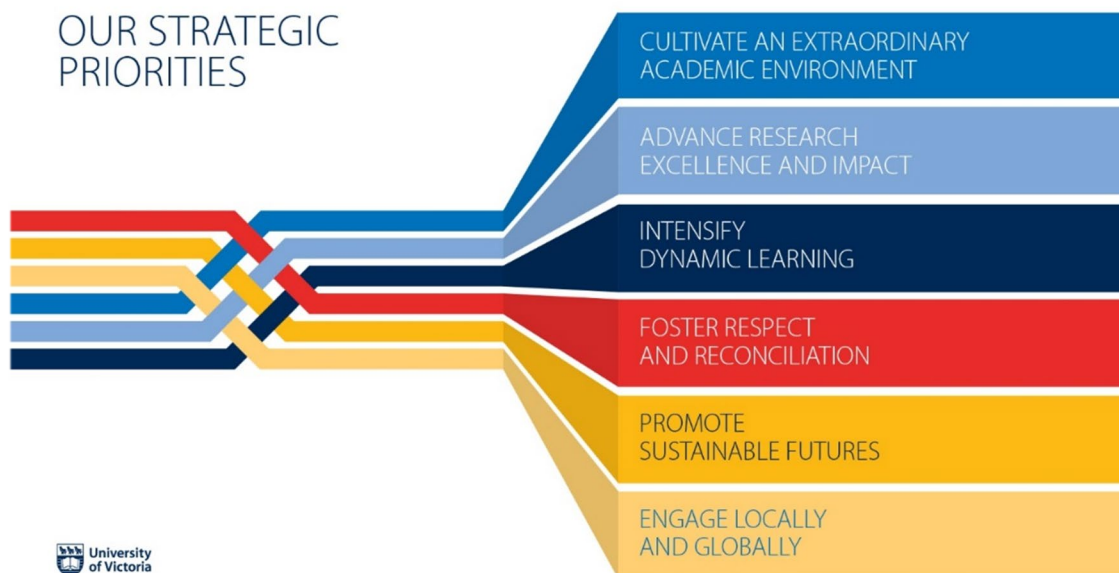 OUR STRATEGIC
PRIORITIES
CULTIVATE AN EXTRAORDINARY
ACADEMIC ENVIRONMENT
ADVANCE RESEARCH
EXCELLENCE AND IMPACT
INTENSIFY
DYNAMIC LEARNING
FOSTER RESPECT
AND RECONCILIATION
PROMOTE
SUSTAINABLE FUTURES
ENGAGE LOCALLY
AND GLOBALLY
University
of Victoria